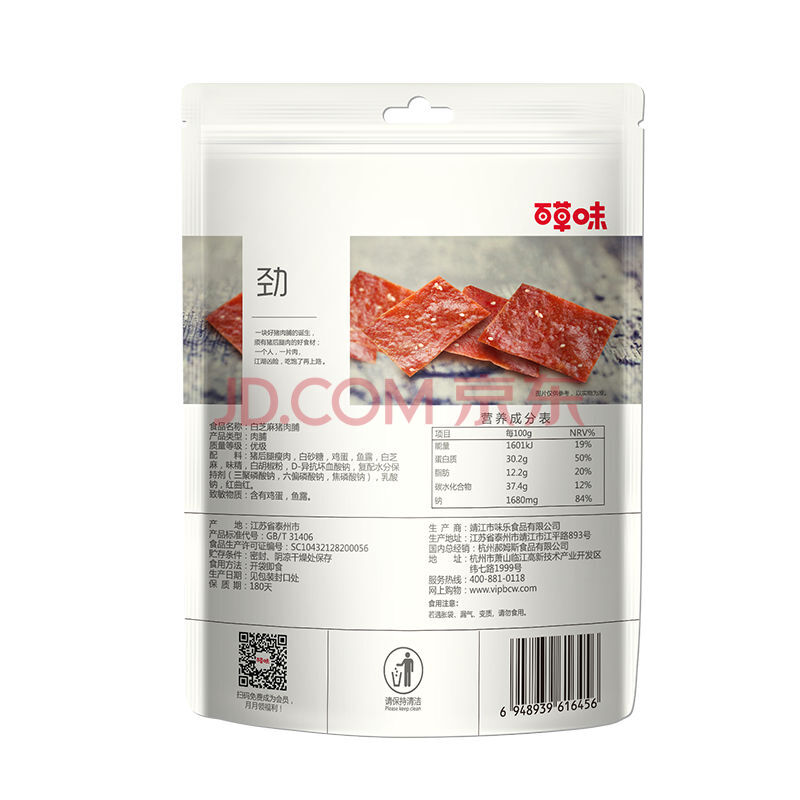 百草味
劲
一块好猪肉脯的诞生，
须有猪后腿肉的好食材；
一个人，一片肉，
江湖凶险，吃饱了再上路。
图片仅供参考，以实物为准。
JD.COM 京东
食品名称：白芝麻猪肉脯
产品类型：肉脯
质量等级：优级
配 料：猪后腿瘦肉，白砂糖，鸡蛋，鱼露，白芝
麻，味精，白胡椒粉，D-异抗坏血酸钠，复配水分保
持剂（三聚磷酸钠，六偏磷酸钠，焦磷酸钠），乳酸
钠，红曲红。
致敏物质：含有鸡蛋，鱼露。
营养成分表
项目 每100g NRV%
能量 1601kJ 19%
蛋白质 30.2g 50%
脂肪 12.2g 20%
碳水化合物 37.4g 12%
钠 1680mg 84%
产 地：江苏省泰州市
产品标准代号：GB/T 31406
食品生产许可证编号：SC10432128200056
贮存条件：密封、阴凉干燥处保存
食用方法：开袋即食
生产日期：见包装封口处
保 质 期：180天
生 产 商：靖江市味乐食品有限公司
生产地址：江苏省泰州市靖江市江平路893号
国内总经销：杭州郝姆斯食品有限公司
地 址：杭州市萧山临江高新技术产业开发区
纬七路1999号
服务热线：400-881-0118
网上购物：www.vipbcw.com
食用注意：
若遇胀袋、漏气、变质，请勿食用。
百草味
扫码免费成为会员，
月月领福利！
请保持清洁
Please keep clean
6 948939 616456